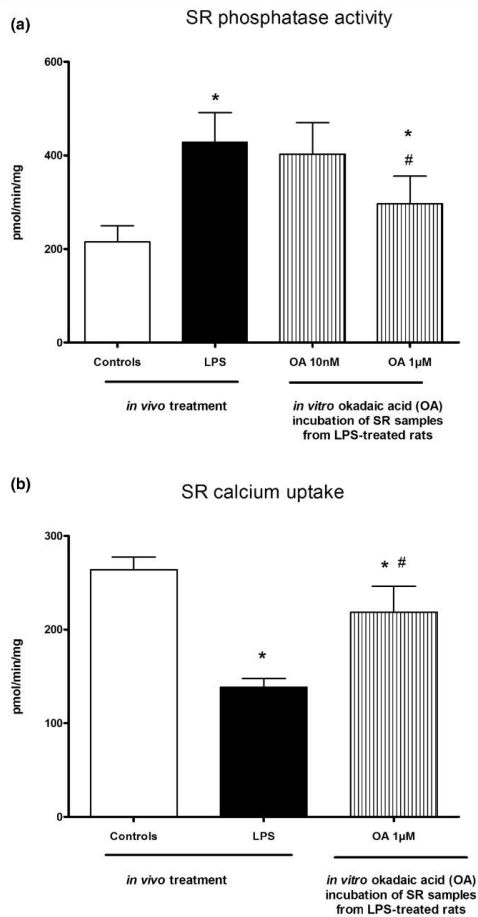 SR phosphatase activity
(a)
600
*
*
400
#
pmol/min/mg
200
0
Controls LPS OA 10nM OA 1µM
in vivo treatment
in vitro okadaic acid (OA)
incubation of SR samples
from LPS-treated rats
(b)
SR calcium uptake
300
* #
200
*
pmol/min/mg
100
0
Controls LPS OA 1µM
in vivo treatment
in vitro okadaic acid (OA)
incubation of SR samples
from LPS-treated rats